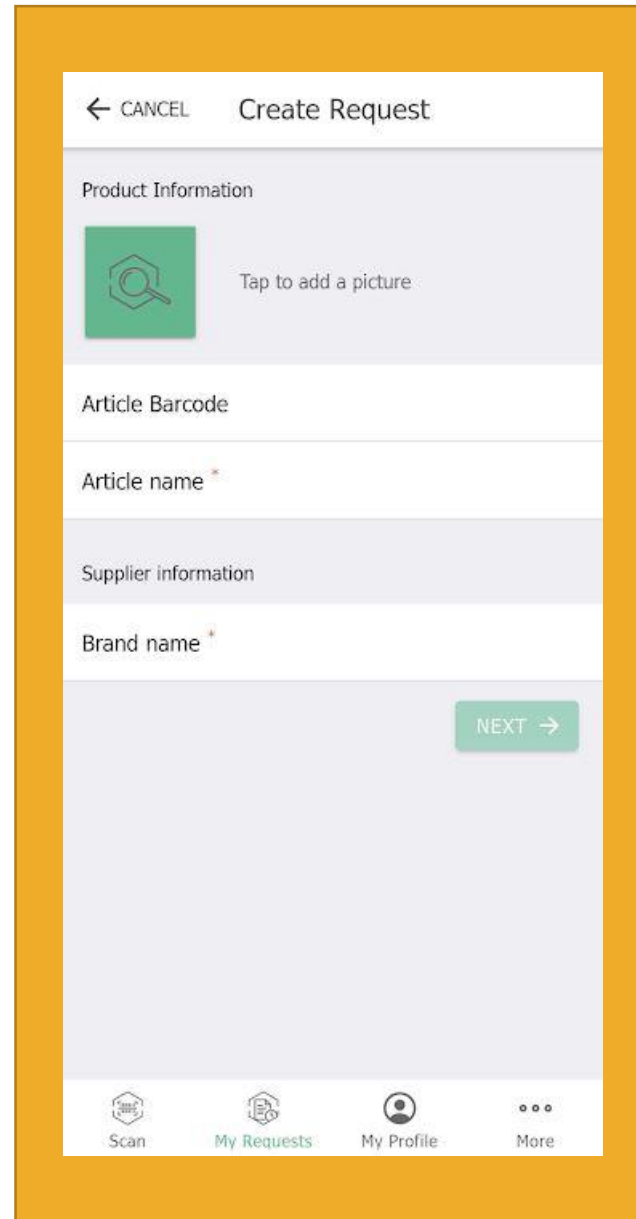 ← CANCEL Create Request
Product Information
Tap to add a picture
Article Barcode
Article name *
Supplier information
Brand name *
NEXT →
Scan My Requests My Profile More